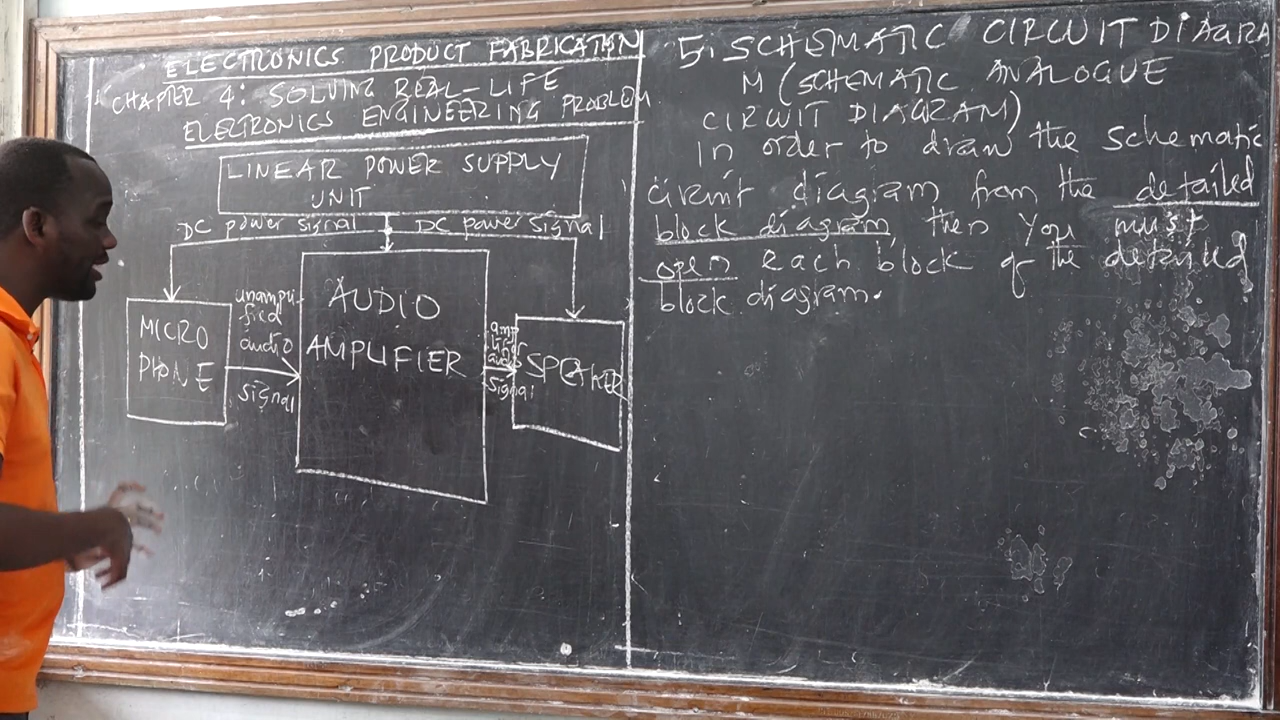 ELECTRONICS PRODUCT FABRICATION
CHAPTER 4: SOLVING REAL-LIFE
ELECTRONICS ENGINEERING PROBLEM
LINEAR POWER SUPPLY
UNIT
DC power signal
DC power signal
MICRO
PHONE
unampli-
fied
audio
signal
AUDIO
AMPLIFIER
audio
signal
SPEAKER
5. SCHEMATIC CIRCUIT DIAGRA
M (SCHEMATIC ANALOGUE
CIRCUIT DIAGRAM)
In order to draw the schematic
circuit diagram from the detailed
block diagram then you must
open each block of the detailed
block diagram.